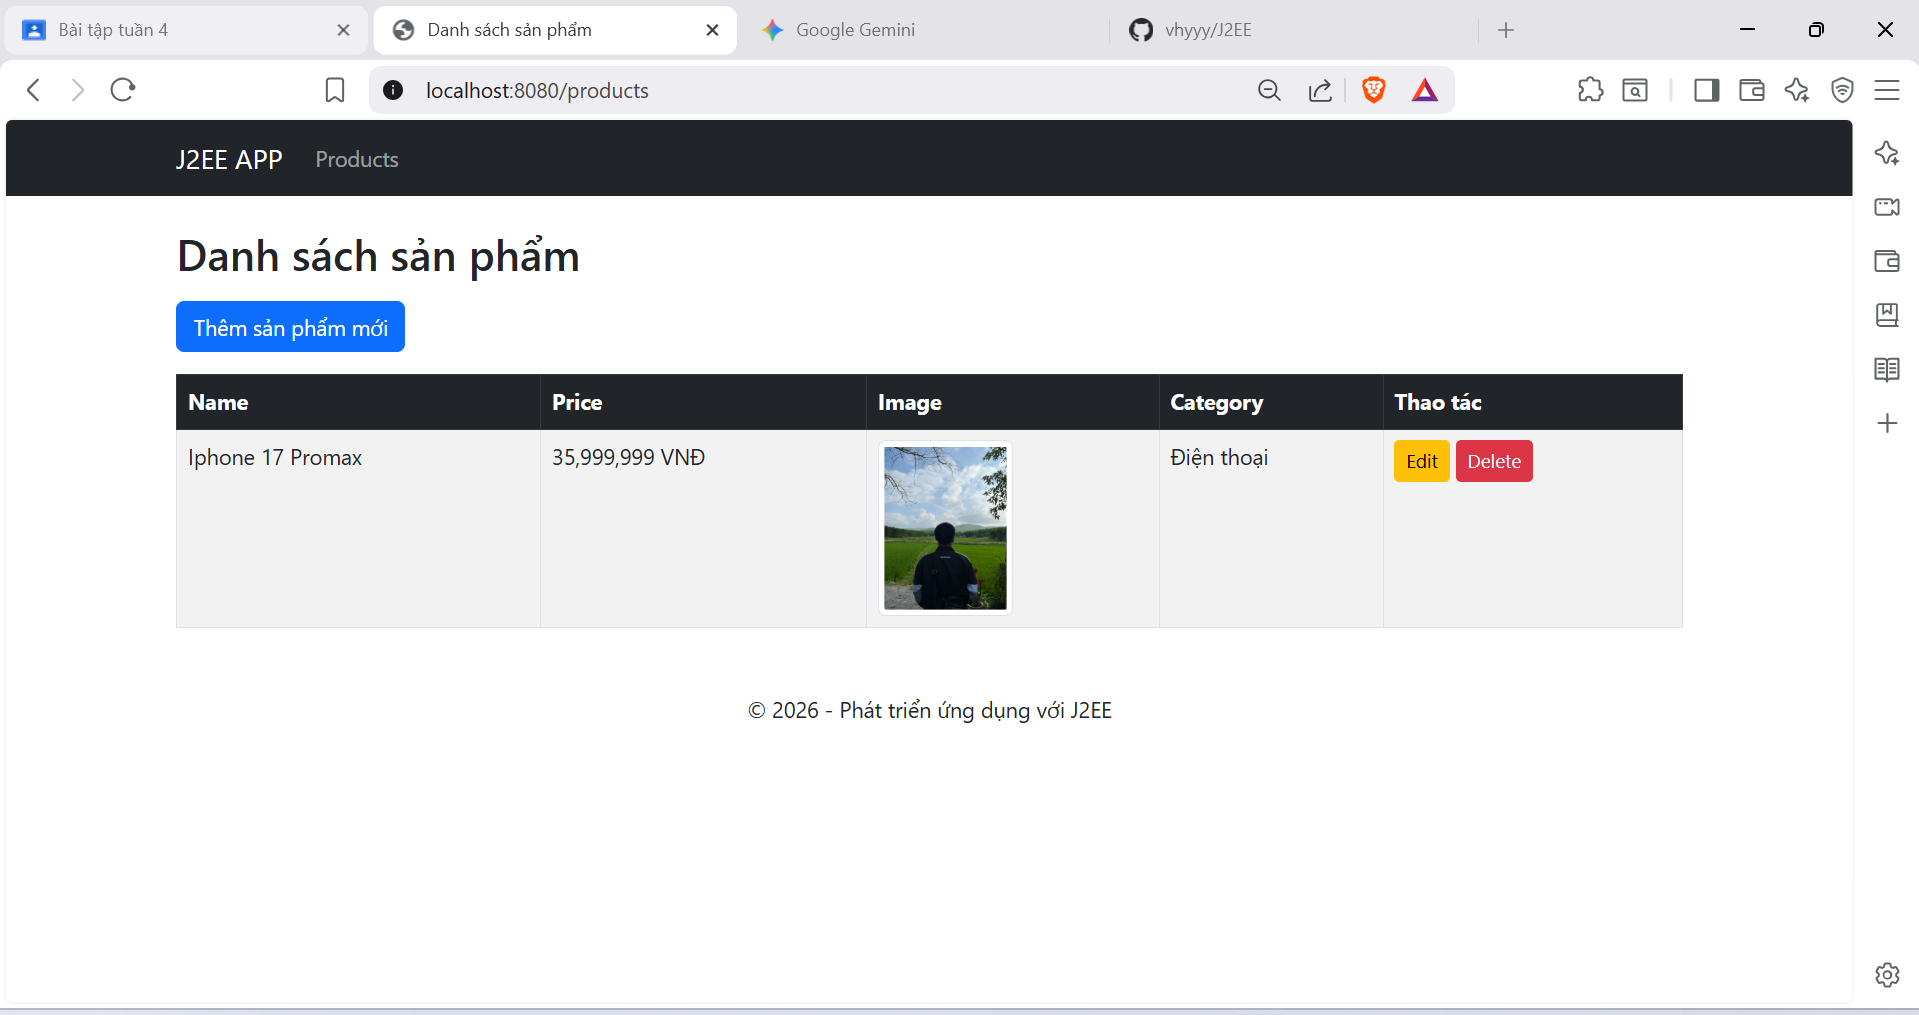 Bài tập tuần 4
Danh sách sản phẩm
Google Gemini
vhyyy/J2EE
localhost:8080/products
J2EE APP Products
Danh sách sản phẩm
Thêm sản phẩm mới
Name Price Image Category Thao tác
Iphone 17 Promax 35,999,999 VNĐ Điện thoại Edit Delete
© 2026 - Phát triển ứng dụng với J2EE